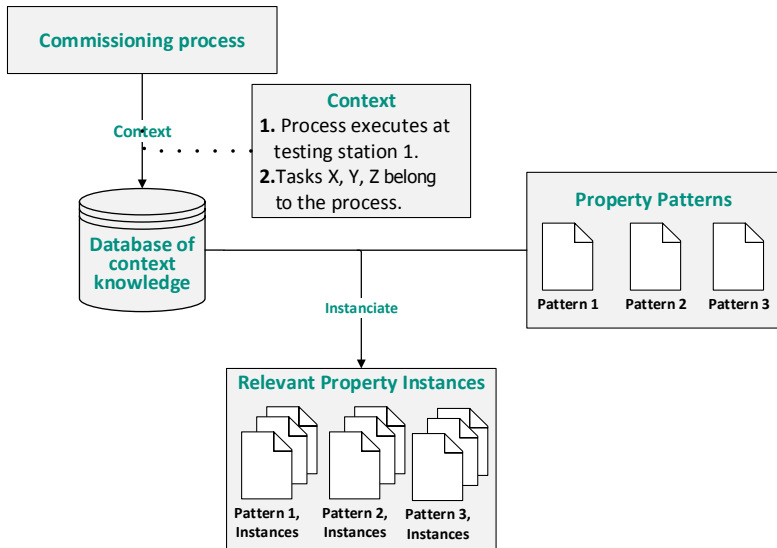 Commissioning process
Context
Context
1. Process executes at
testing station 1.
2.Tasks X, Y, Z belong
to the process.
Database of
context
knowledge
Property Patterns
Pattern 1
Pattern 2
Pattern 3
Instanciate
Relevant Property Instances
Pattern 1,
Instances
Pattern 2,
Instances
Pattern 3,
Instances